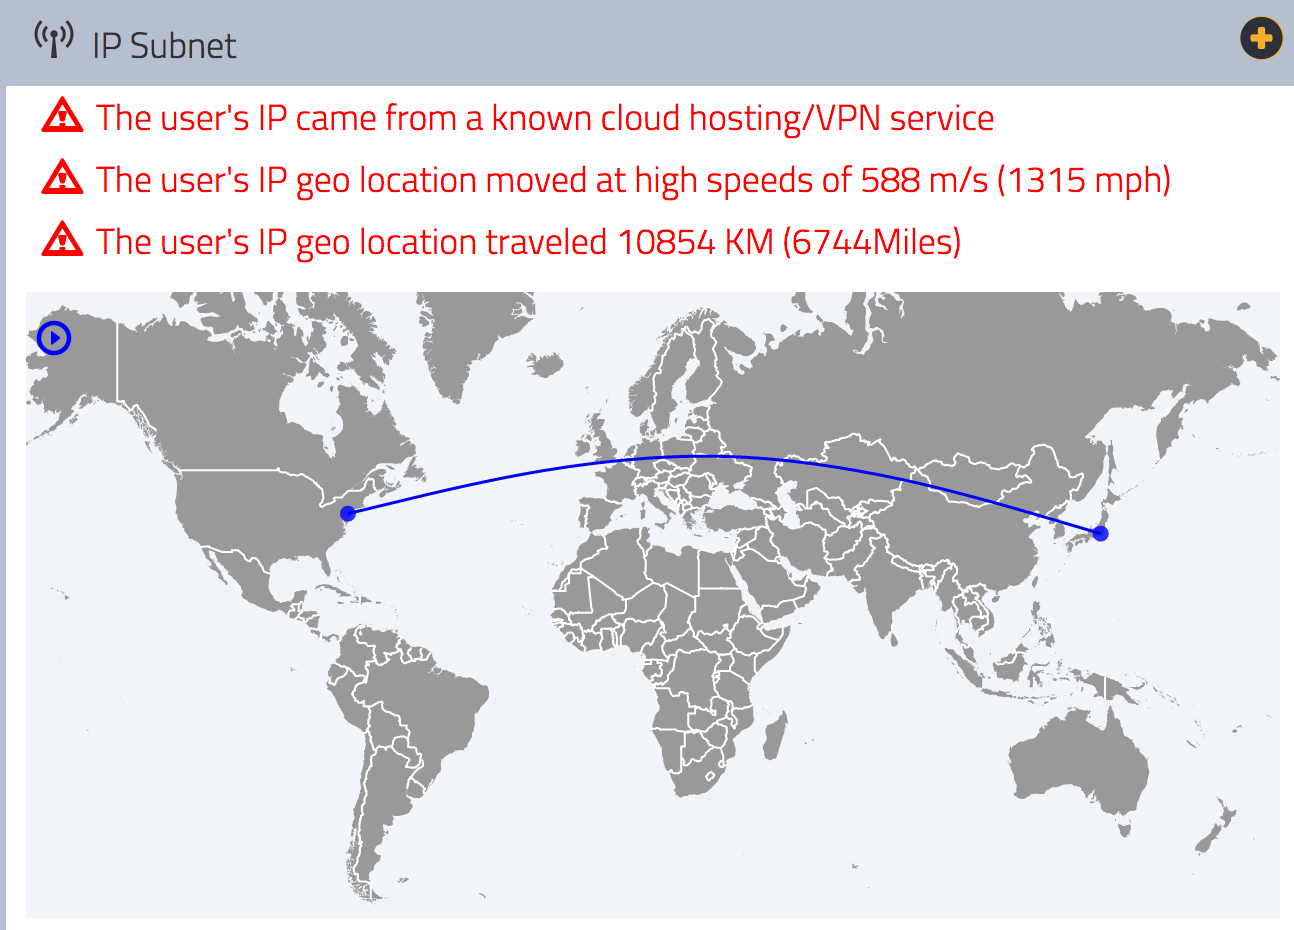 IP Subnet
The user's IP came from a known cloud hosting/VPN service
The user's IP geo location moved at high speeds of 588 m/s (1315 mph)
The user's IP geo location traveled 10854 KM (6744Miles)